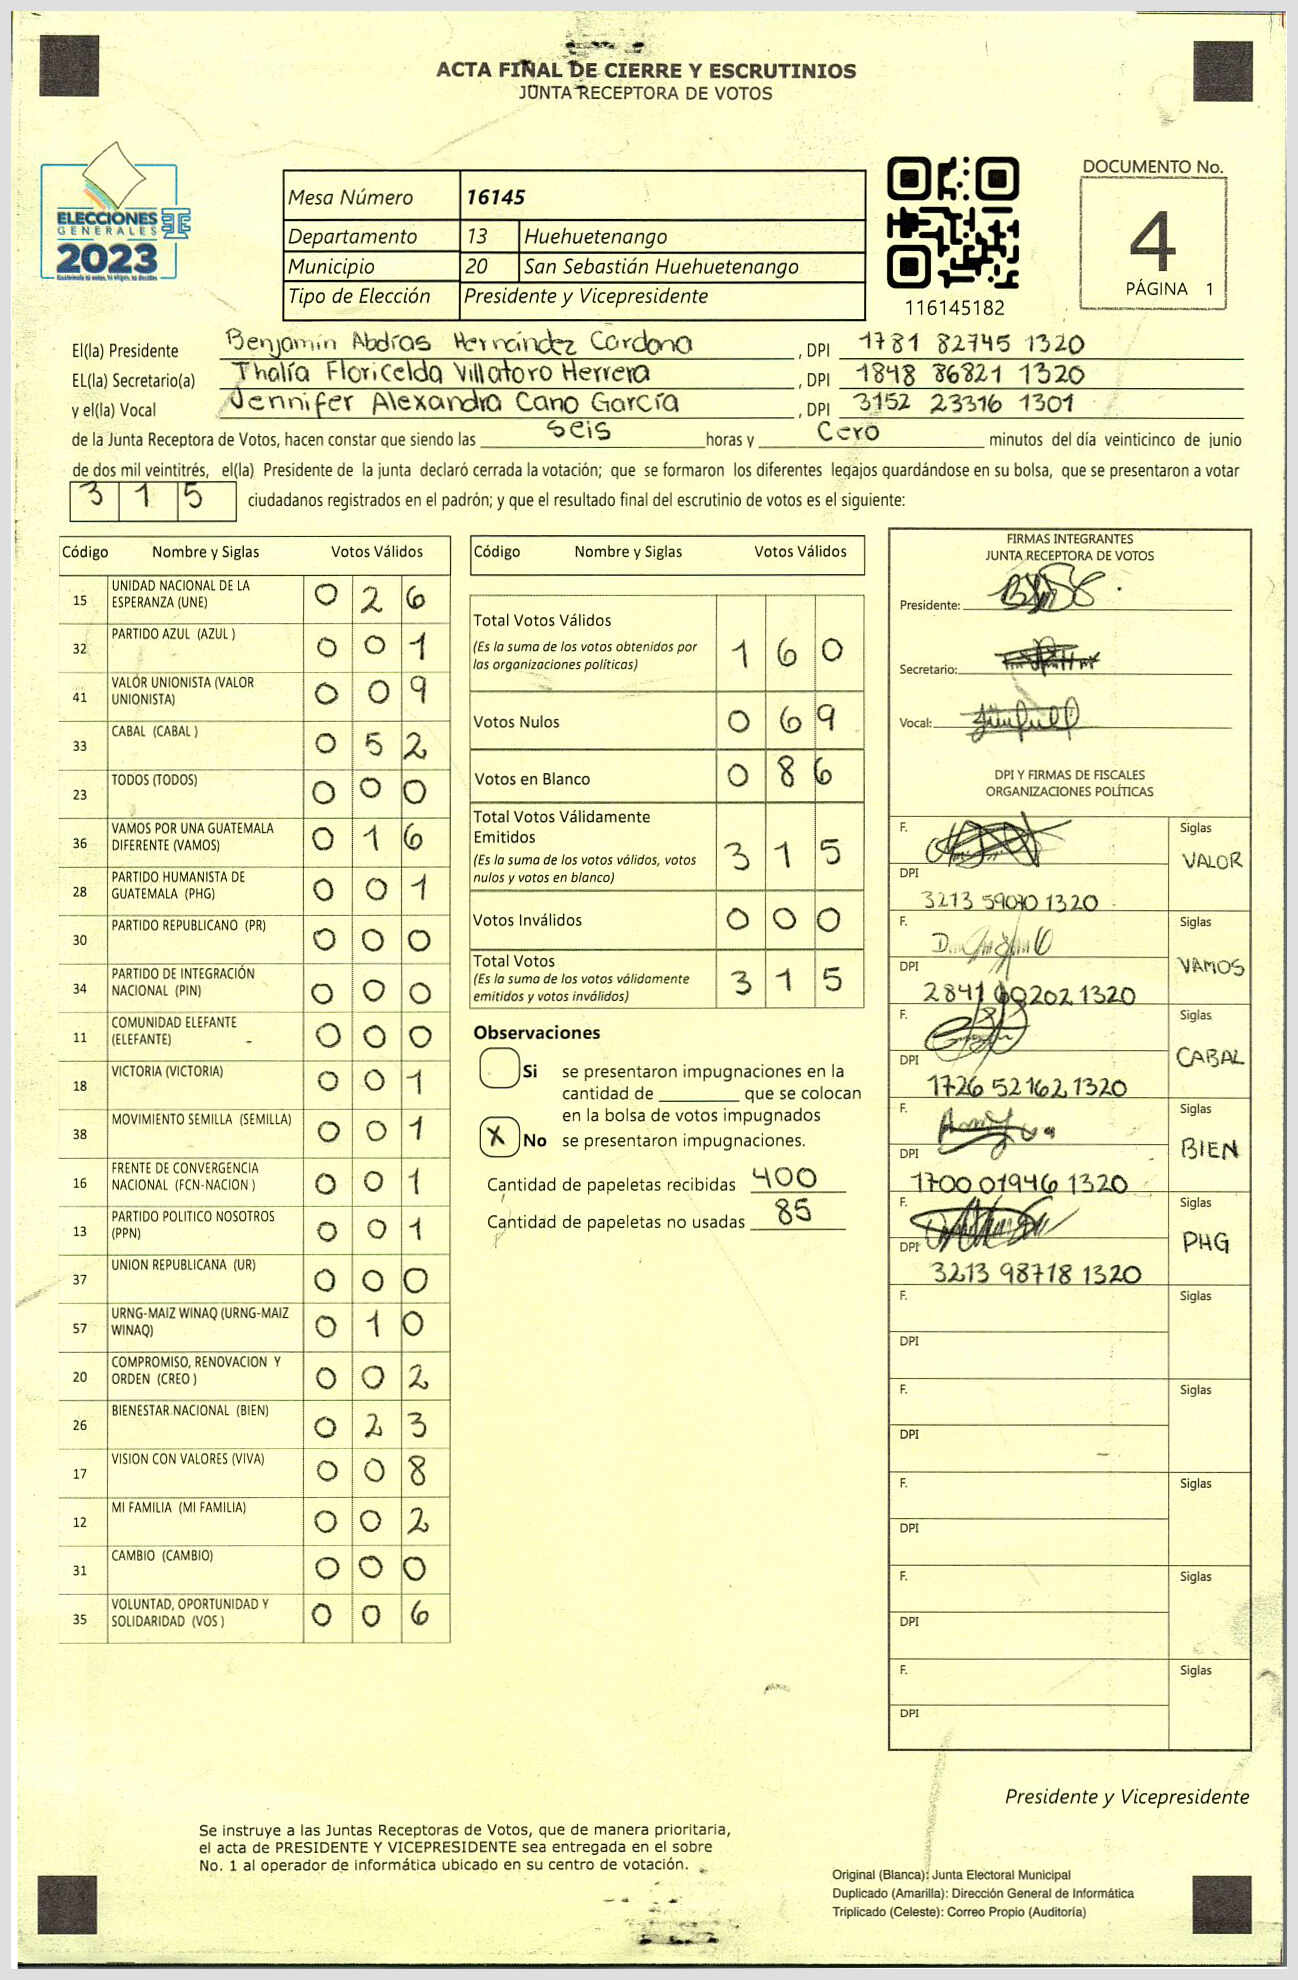 ACTA FINAL DE CIERRE Y ESCRUTINIOS
JUNTA RECEPTORA DE VOTOS
ELECCIONES
GENERALES
2023
Mesa Número 16145
Departamento 13 Huehuetenango
Municipio 20 San Sebastián Huehuetenango
Tipo de Elección Presidente y Vicepresidente
116145182
DOCUMENTO No.
4
PÁGINA 1
El(la) Presidente Benjamin Abdías Hernández Cardona, DPI 1781 82745 1320
EL(la) Secretario(a) Thalía Floricelda Villatoro Herrera, DPI 1848 86821 1320
y el(la) Vocal Jennifer Alexandra Cano García, DPI 3152 23316 1301
de la Junta Receptora de Votos, hacen constar que siendo las seis horas y Cero minutos del día veinticinco de junio
de dos mil veintitrés, el(la) Presidente de la junta declaró cerrada la votación; que se formaron los diferentes legajos guardándose en su bolsa, que se presentaron a votar
315 ciudadanos registrados en el padrón; y que el resultado final del escrutinio de votos es el siguiente:
Código Nombre y Siglas Votos Válidos
15 UNIDAD NACIONAL DE LA ESPERANZA (UNE) 0 2 6
32 PARTIDO AZUL (AZUL ) 0 0 1
41 VALOR UNIONISTA (VALOR UNIONISTA) 0 0 9
33 CABAL (CABAL ) 0 5 2
23 TODOS (TODOS) 0 0 0
36 VAMOS POR UNA GUATEMALA DIFERENTE (VAMOS) 0 1 6
28 PARTIDO HUMANISTA DE GUATEMALA (PHG) 0 0 1
30 PARTIDO REPUBLICANO (PR) 0 0 0
34 PARTIDO DE INTEGRACIÓN NACIONAL (PIN) 0 0 0
11 COMUNIDAD ELEFANTE (ELEFANTE) 0 0 0
18 VICTORIA (VICTORIA) 0 0 1
38 MOVIMIENTO SEMILLA (SEMILLA) 0 0 1
16 FRENTE DE CONVERGENCIA NACIONAL (FCN-NACION ) 0 0 1
13 PARTIDO POLITICO NOSOTROS (PPN) 0 0 1
37 UNION REPUBLICANA (UR) 0 0 0
57 URNG-MAIZ WINAQ (URNG-MAIZ WINAQ) 0 1 0
20 COMPROMISO, RENOVACION Y ORDEN (CREO ) 0 0 2
26 BIENESTAR NACIONAL (BIEN) 0 2 3
17 VISION CON VALORES (VIVA) 0 0 8
12 MI FAMILIA (MI FAMILIA) 0 0 2
31 CAMBIO (CAMBIO) 0 0 0
35 VOLUNTAD, OPORTUNIDAD Y SOLIDARIDAD (VOS ) 0 0 6
Código Nombre y Siglas Votos Válidos
Total Votos Válidos 1 6 0
(Es la suma de los votos obtenidos por
las organizaciones políticas)
Votos Nulos 0 6 9
Votos en Blanco 0 8 6
Total Votos Válidamente
Emitidos 3 1 5
(Es la suma de los votos válidos, votos
nulos y votos en blanco)
Votos Inválidos 0 0 0
Total Votos 3 1 5
(Es la suma de los votos válidamente
emitidos y votos inválidos)
Observaciones
Si se presentaron impugnaciones en la
cantidad de ________ que se colocan
en la bolsa de votos impugnados
X No se presentaron impugnaciones.
Cantidad de papeletas recibidas 400
Cantidad de papeletas no usadas 85
FIRMAS INTEGRANTES
JUNTA RECEPTORA DE VOTOS
Presidente:
Secretario:
Vocal:
DPI Y FIRMAS DE FISCALES
ORGANIZACIONES POLÍTICAS
F. Siglas VALOR
DPI 3213 59070 1320
F. Siglas VAMOS
DPI 2841 00202 1320
F. Siglas CABAL
DPI 1726 52162 1320
F. Siglas BIEN
DPI 1700 01946 1320
F. Siglas PHG
DPI 3213 98718 1320
F. Siglas
DPI
F. Siglas
DPI
F. Siglas
DPI
F. Siglas
DPI
F. Siglas
DPI
Presidente y Vicepresidente
Se instruye a las Juntas Receptoras de Votos, que de manera prioritaria,
el acta de PRESIDENTE Y VICEPRESIDENTE sea entregada en el sobre
No. 1 al operador de informática ubicado en su centro de votación.
Original (Blanca): Junta Electoral Municipal
Duplicado (Amarilla): Dirección General de Informática
Triplicado (Celeste): Correo Propio (Auditoría)